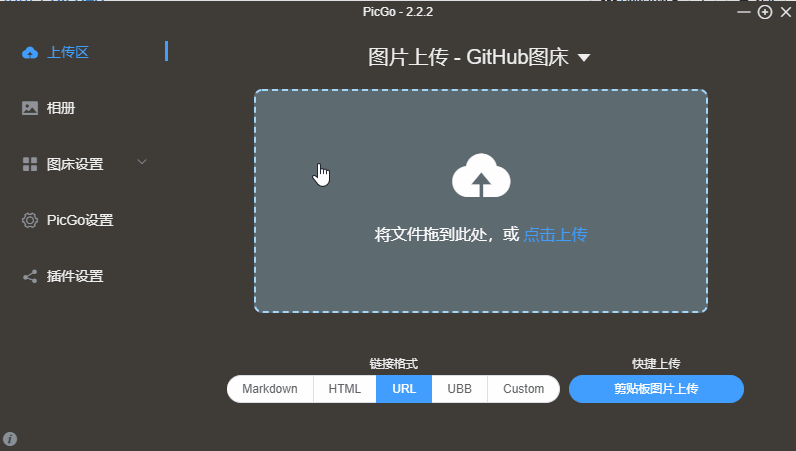 PicGo - 2.2.2
上传区
相册
图床设置
PicGo设置
插件设置
图片上传 - GitHub图床
将文件拖到此处，或 点击上传
链接格式
快捷上传
Markdown HTML URL UBB Custom
剪贴板图片上传